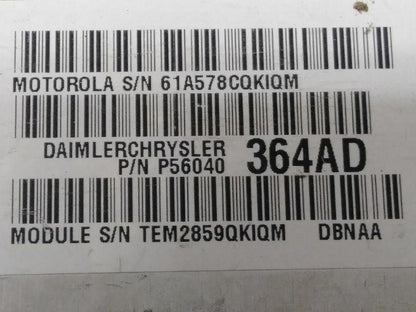 MOTOROLA S/N 61A578CQKIQM
DAIMLERCHRYSLER
P/N P56040 364AD
MODULE S/N TEM2859QKIQM DBNAA